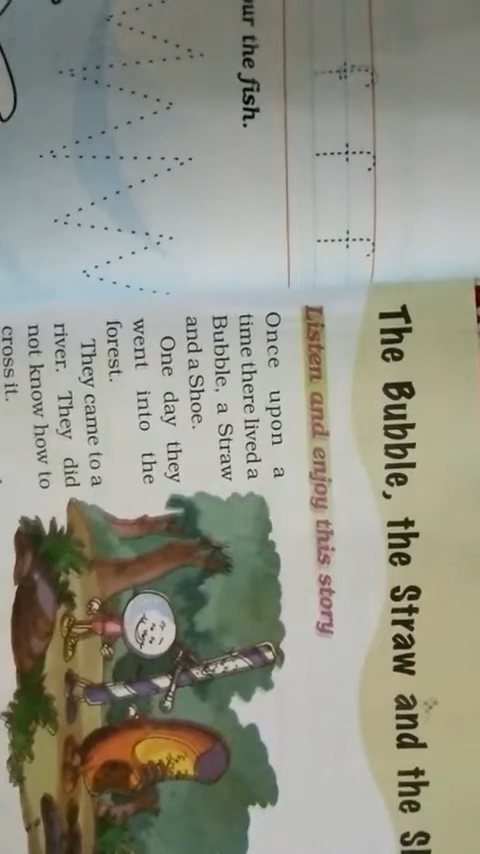 our the fish.
The Bubble, the Straw and the
Listen and enjoy this story
Once upon a
time there lived a
Bubble, a Straw
and a Shoe.
One day they
went into the
forest.
They came to a
river. They did
not know how to
cross it.